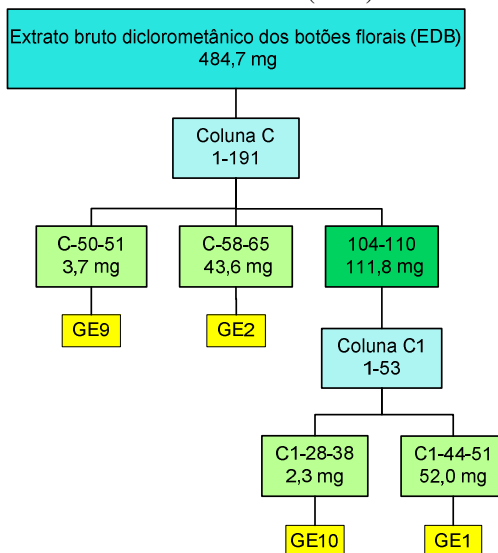 Extrato bruto diclorometânico dos botões florais (EDB)
484,7 mg
Coluna C
1-191
C-50-51
3,7 mg
C-58-65
43,6 mg
104-110
111,8 mg
GE9
GE2
Coluna C1
1-53
C1-28-38
2,3 mg
C1-44-51
52,0 mg
GE10
GE1